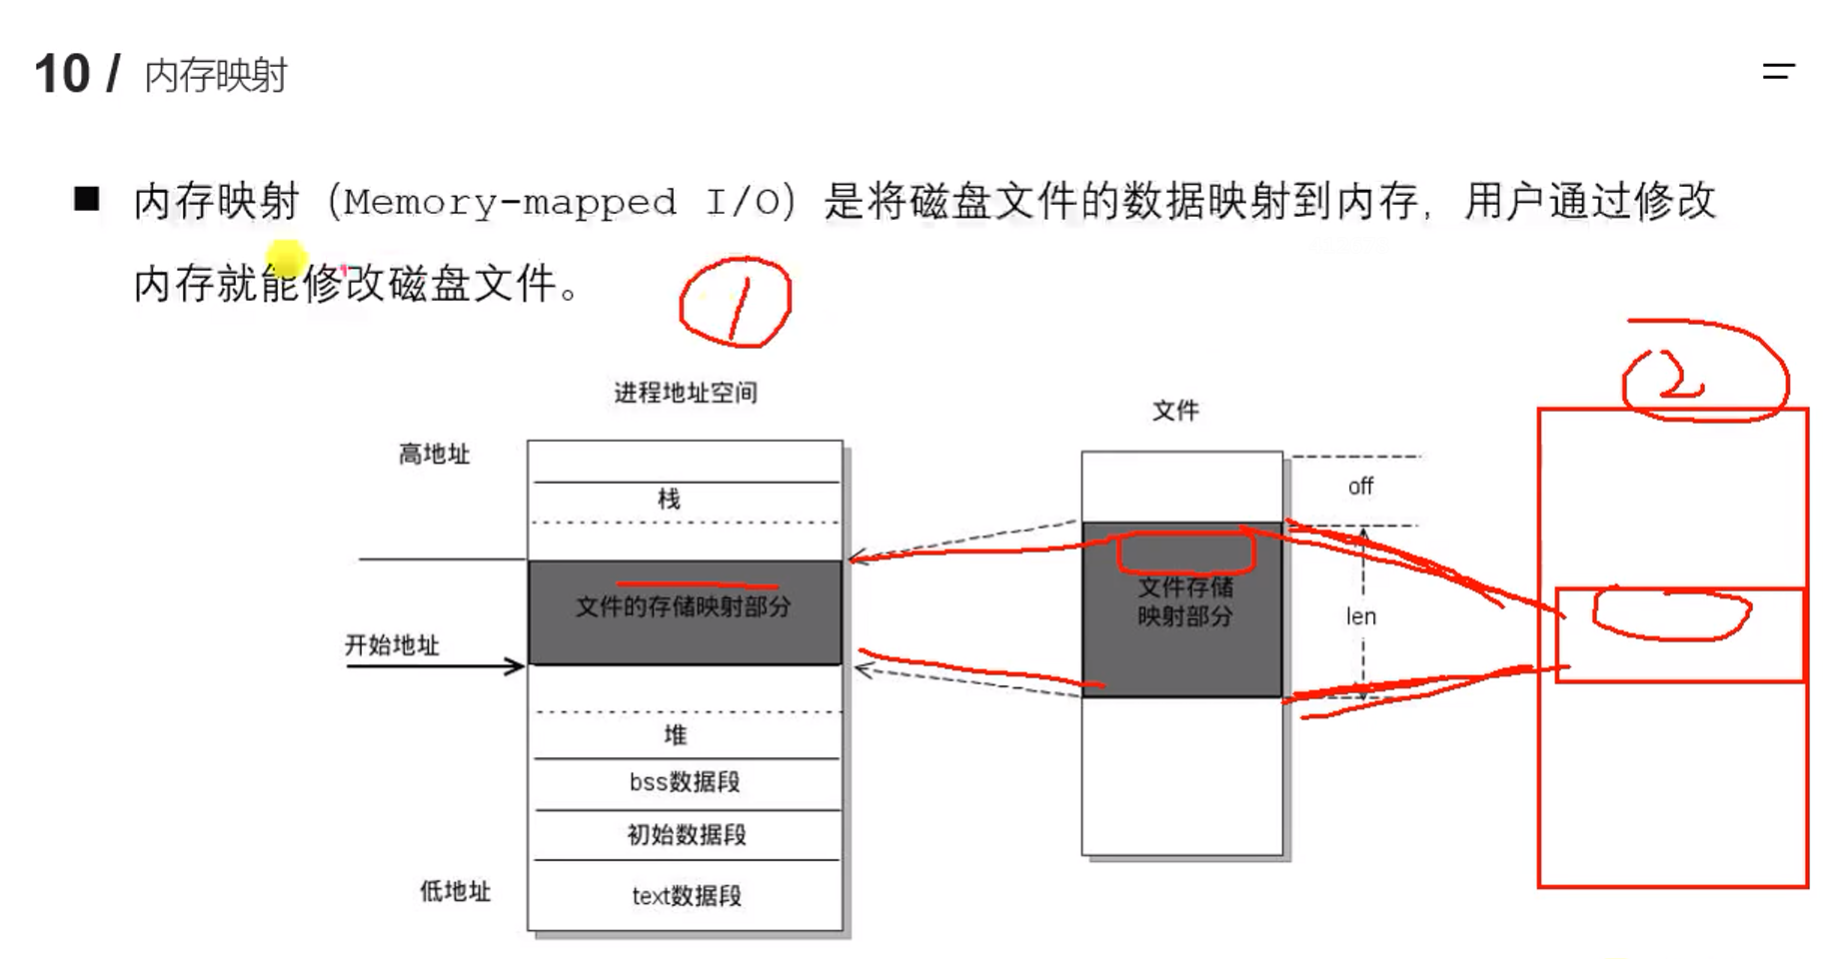 10 / 内存映射
内存映射（Memory-mapped I/O）是将磁盘文件的数据映射到内存，用户通过修改
内存就能修改磁盘文件。
1
2
进程地址空间
文件
高地址
栈
off
文件的存储映射部分
文件存储
映射部分
len
开始地址
堆
bss数据段
初始数据段
低地址
text数据段